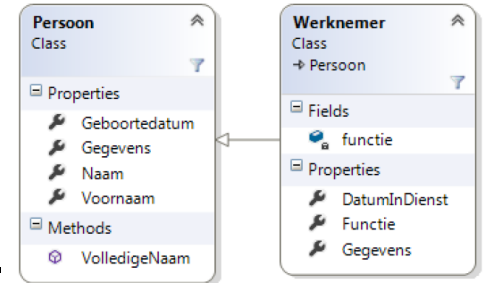 Persoon
Class
Properties
Geboortedatum
Gegevens
Naam
Voornaam
Methods
VolledigeNaam
Werknemer
Class
Persoon
Fields
functie
Properties
DatumInDienst
Functie
Gegevens